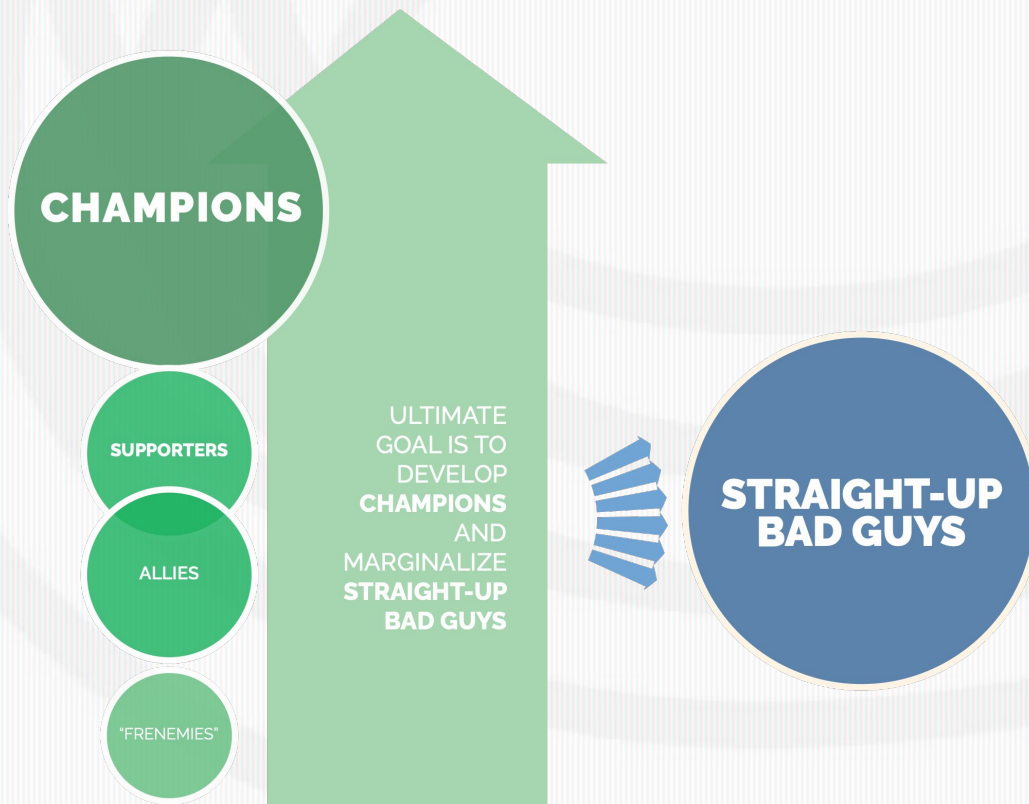 CHAMPIONS
SUPPORTERS
ALLIES
"FRENEMIES"
ULTIMATE
GOAL IS TO
DEVELOP
CHAMPIONS
AND
MARGINALIZE
STRAIGHT-UP
BAD GUYS
STRAIGHT-UP
BAD GUYS